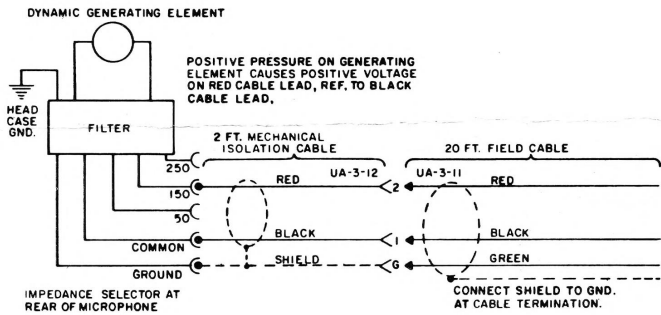 DYNAMIC GENERATING ELEMENT
POSITIVE PRESSURE ON GENERATING
ELEMENT CAUSES POSITIVE VOLTAGE
ON RED CABLE LEAD, REF. TO BLACK
CABLE LEAD.
HEAD
CASE
GND.
FILTER
2 FT. MECHANICAL
ISOLATION CABLE
20 FT. FIELD CABLE
250
RED
UA-3-12
UA-3-11
RED
150
2
50
COMMON
BLACK
1
BLACK
GROUND
SHIELD
G
GREEN
IMPEDANCE SELECTOR AT
REAR OF MICROPHONE
CONNECT SHIELD TO GND.
AT CABLE TERMINATION.